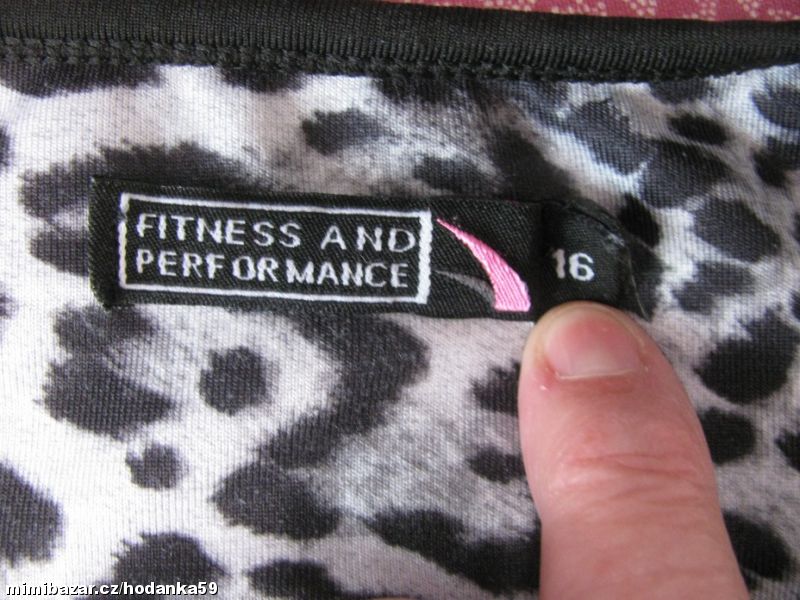 FITNESS AND
PERFORMANCE
16
mimibazar.cz/hodanka59